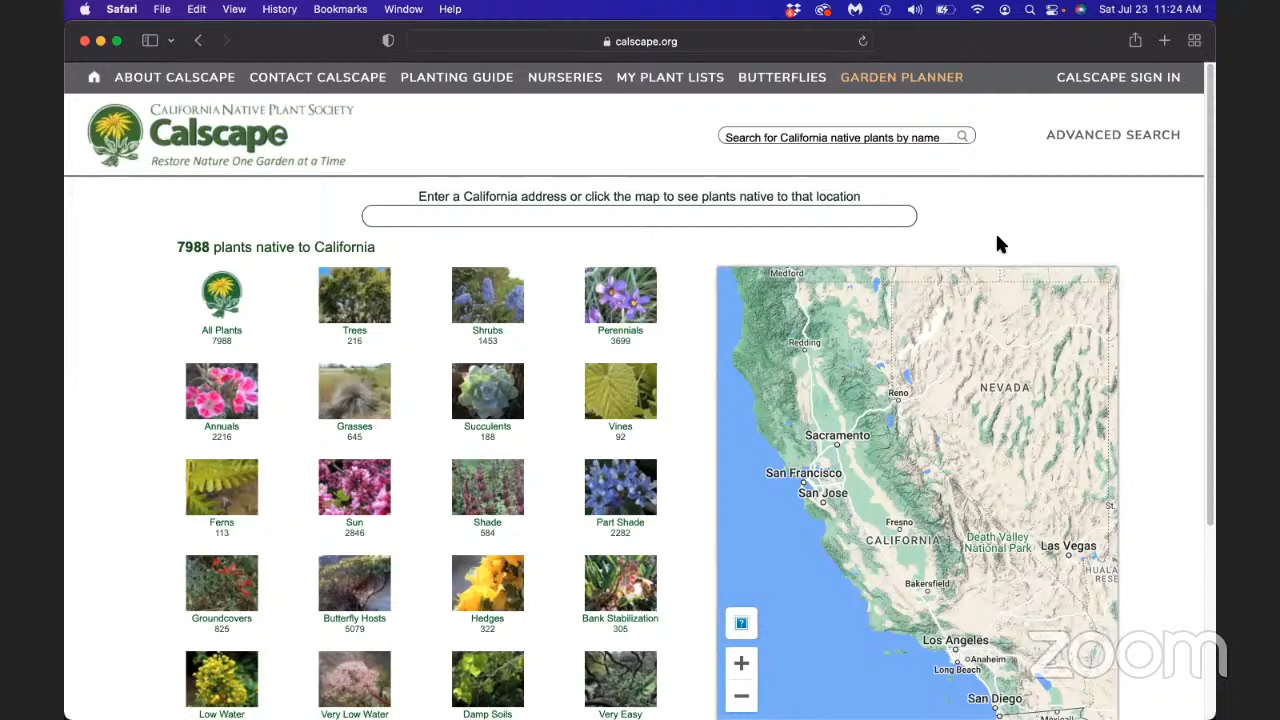 Safari File Edit View History Bookmarks Window Help Sat Jul 23 11:24 AM
calscape.org
ABOUT CALSCAPE CONTACT CALSCAPE PLANTING GUIDE NURSERIES MY PLANT LISTS BUTTERFLIES GARDEN PLANNER CALSCAPE SIGN IN
CALIFORNIA NATIVE PLANT SOCIETY
Calscape
Restore Nature One Garden at a Time
Search for California native plants by name
ADVANCED SEARCH
Enter a California address or click the map to see plants native to that location
7988 plants native to California
All Plants Trees Shrubs Perennials
7988 216 1453 3699
Annuals Grasses Succulents Vines
2216 645 188 92
Ferns Sun Shade Part Shade
113 2846 584 2282
Groundcovers Butterfly Hosts Hedges Bank Stabilization
825 5079 322 305
Low Water Very Low Water Damp Soils Very Easy
Medford
Redding
NEVADA
Reno
Sacramento
San Francisco
San Jose
St.
Fresno
CALIFORNIA
Death Valley
National Park
Las Vegas
HUALA
RESE
Bakersfield
Los Angeles
Anaheim
Long Beach
San Diego
Mexicali
?
+
−
zoom